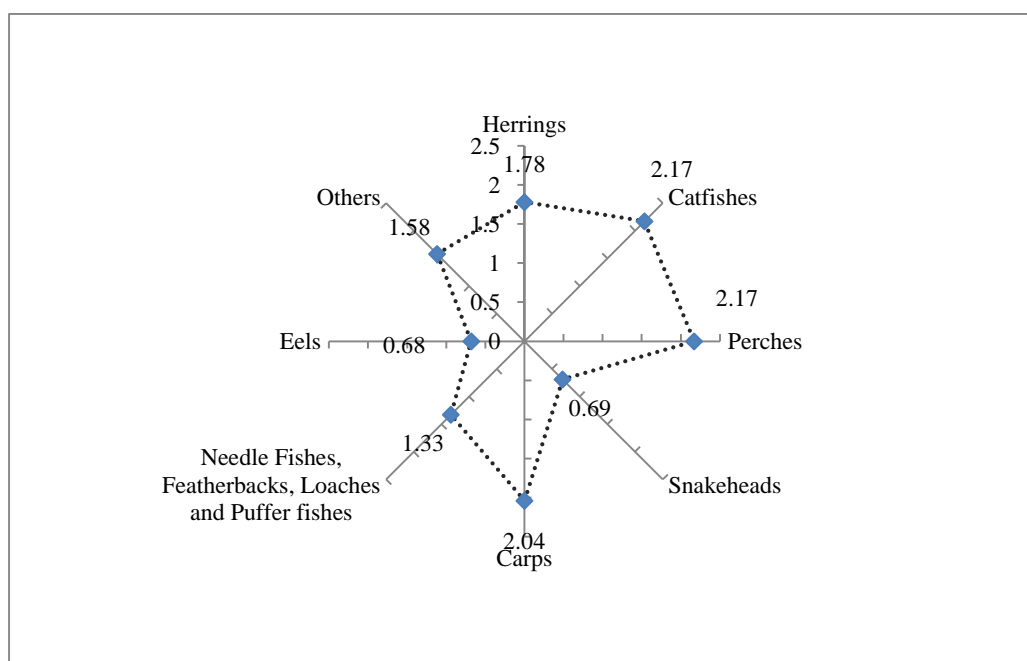 Herrings
2.5
1.78
2.17
2
Others
Catfishes
1.58
1.5
1
2.17
0.5
Eels
0.68
0
Perches
0.69
1.33
Needle Fishes,
Featherbacks, Loaches
and Puffer fishes
Snakeheads
2.04
Carps